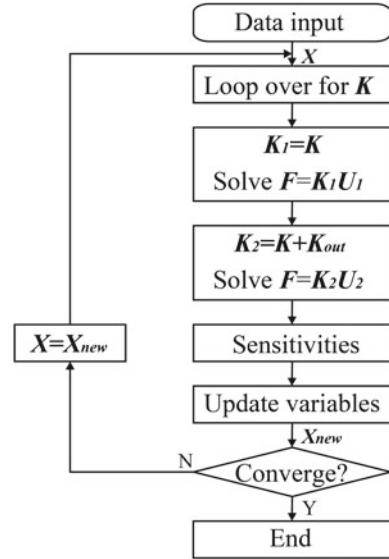 Data input
X
Loop over for K
K1=K
Solve F=K1U1
K2=K+Kout
Solve F=K2U2
X=Xnew
Sensitivities
Update variables
Xnew
N
Converge?
Y
End